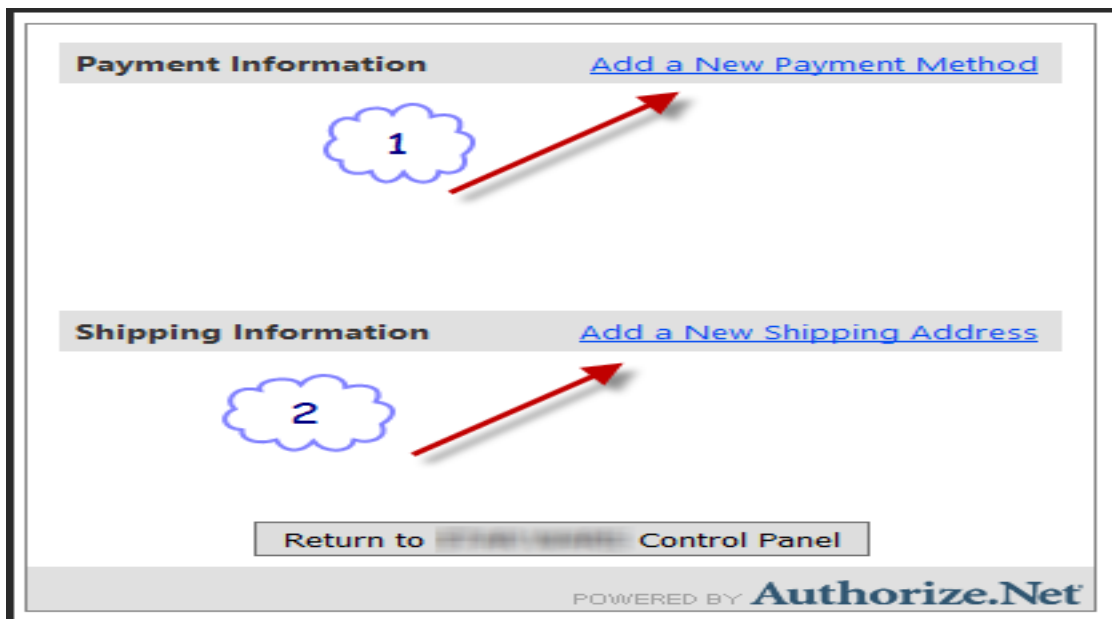 Payment Information Add a New Payment Method
1
Shipping Information Add a New Shipping Address
2
Return to Control Panel
POWERED BY Authorize.Net